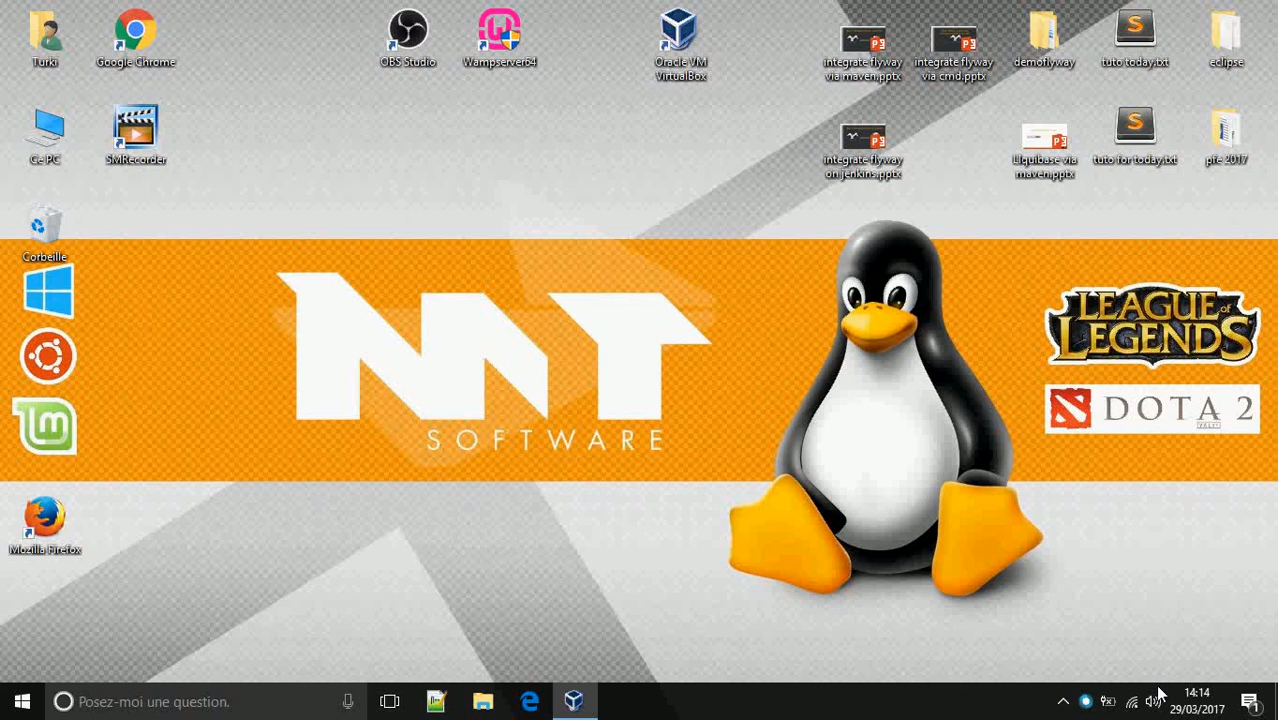 Turki
Google Chrome
OBS Studio
Wampserver64
Oracle VM
VirtualBox
integrate flyway
via maven.pptx
integrate flyway
via cmd.pptx
demoflyway
tuto today.txt
eclipse
Ce PC
SMRecorder
integrate flyway
on jenkins.pptx
Liquibase via
maven.pptx
tuto for today.txt
pfe 2017
Corbeille
MT
SOFTWARE
LEAGUE of
LEGENDS
DOTA 2
VALVE
Mozilla Firefox
Posez-moi une question.
14:14
29/03/2017
1